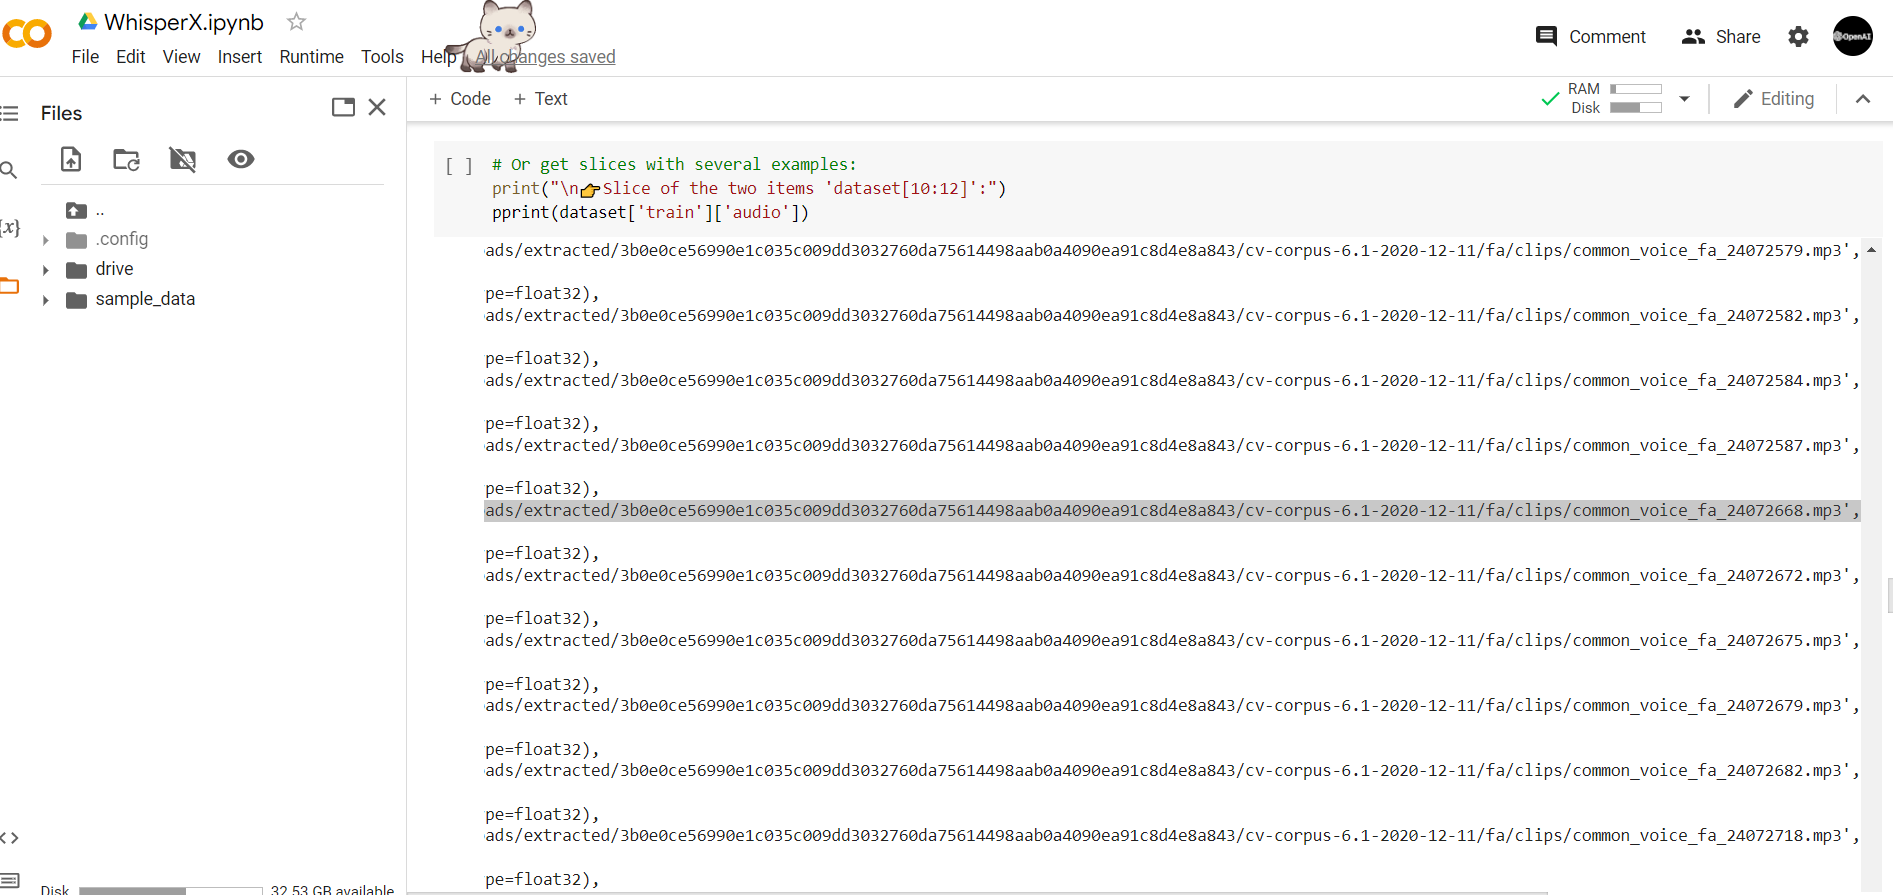 WhisperX.ipynb
File Edit View Insert Runtime Tools Help All changes saved
Comment Share OpenAI
Files
+ Code + Text
RAM
Disk
Editing
..
.config
drive
sample_data
{x}
[ ] # Or get slices with several examples:
print("\n👉Slice of the two items 'dataset[10:12]':")
pprint(dataset['train']['audio'])
ads/extracted/3b0e0ce56990e1c035c009dd3032760da75614498aab0a4090ea91c8d4e8a843/cv-corpus-6.1-2020-12-11/fa/clips/common_voice_fa_24072579.mp3',
pe=float32),
ads/extracted/3b0e0ce56990e1c035c009dd3032760da75614498aab0a4090ea91c8d4e8a843/cv-corpus-6.1-2020-12-11/fa/clips/common_voice_fa_24072582.mp3',
pe=float32),
ads/extracted/3b0e0ce56990e1c035c009dd3032760da75614498aab0a4090ea91c8d4e8a843/cv-corpus-6.1-2020-12-11/fa/clips/common_voice_fa_24072584.mp3',
pe=float32),
ads/extracted/3b0e0ce56990e1c035c009dd3032760da75614498aab0a4090ea91c8d4e8a843/cv-corpus-6.1-2020-12-11/fa/clips/common_voice_fa_24072587.mp3',
pe=float32),
ads/extracted/3b0e0ce56990e1c035c009dd3032760da75614498aab0a4090ea91c8d4e8a843/cv-corpus-6.1-2020-12-11/fa/clips/common_voice_fa_24072668.mp3',
pe=float32),
ads/extracted/3b0e0ce56990e1c035c009dd3032760da75614498aab0a4090ea91c8d4e8a843/cv-corpus-6.1-2020-12-11/fa/clips/common_voice_fa_24072672.mp3',
pe=float32),
ads/extracted/3b0e0ce56990e1c035c009dd3032760da75614498aab0a4090ea91c8d4e8a843/cv-corpus-6.1-2020-12-11/fa/clips/common_voice_fa_24072675.mp3',
pe=float32),
ads/extracted/3b0e0ce56990e1c035c009dd3032760da75614498aab0a4090ea91c8d4e8a843/cv-corpus-6.1-2020-12-11/fa/clips/common_voice_fa_24072679.mp3',
pe=float32),
ads/extracted/3b0e0ce56990e1c035c009dd3032760da75614498aab0a4090ea91c8d4e8a843/cv-corpus-6.1-2020-12-11/fa/clips/common_voice_fa_24072682.mp3',
pe=float32),
ads/extracted/3b0e0ce56990e1c035c009dd3032760da75614498aab0a4090ea91c8d4e8a843/cv-corpus-6.1-2020-12-11/fa/clips/common_voice_fa_24072718.mp3',
pe=float32),
Disk 32.53 GB available